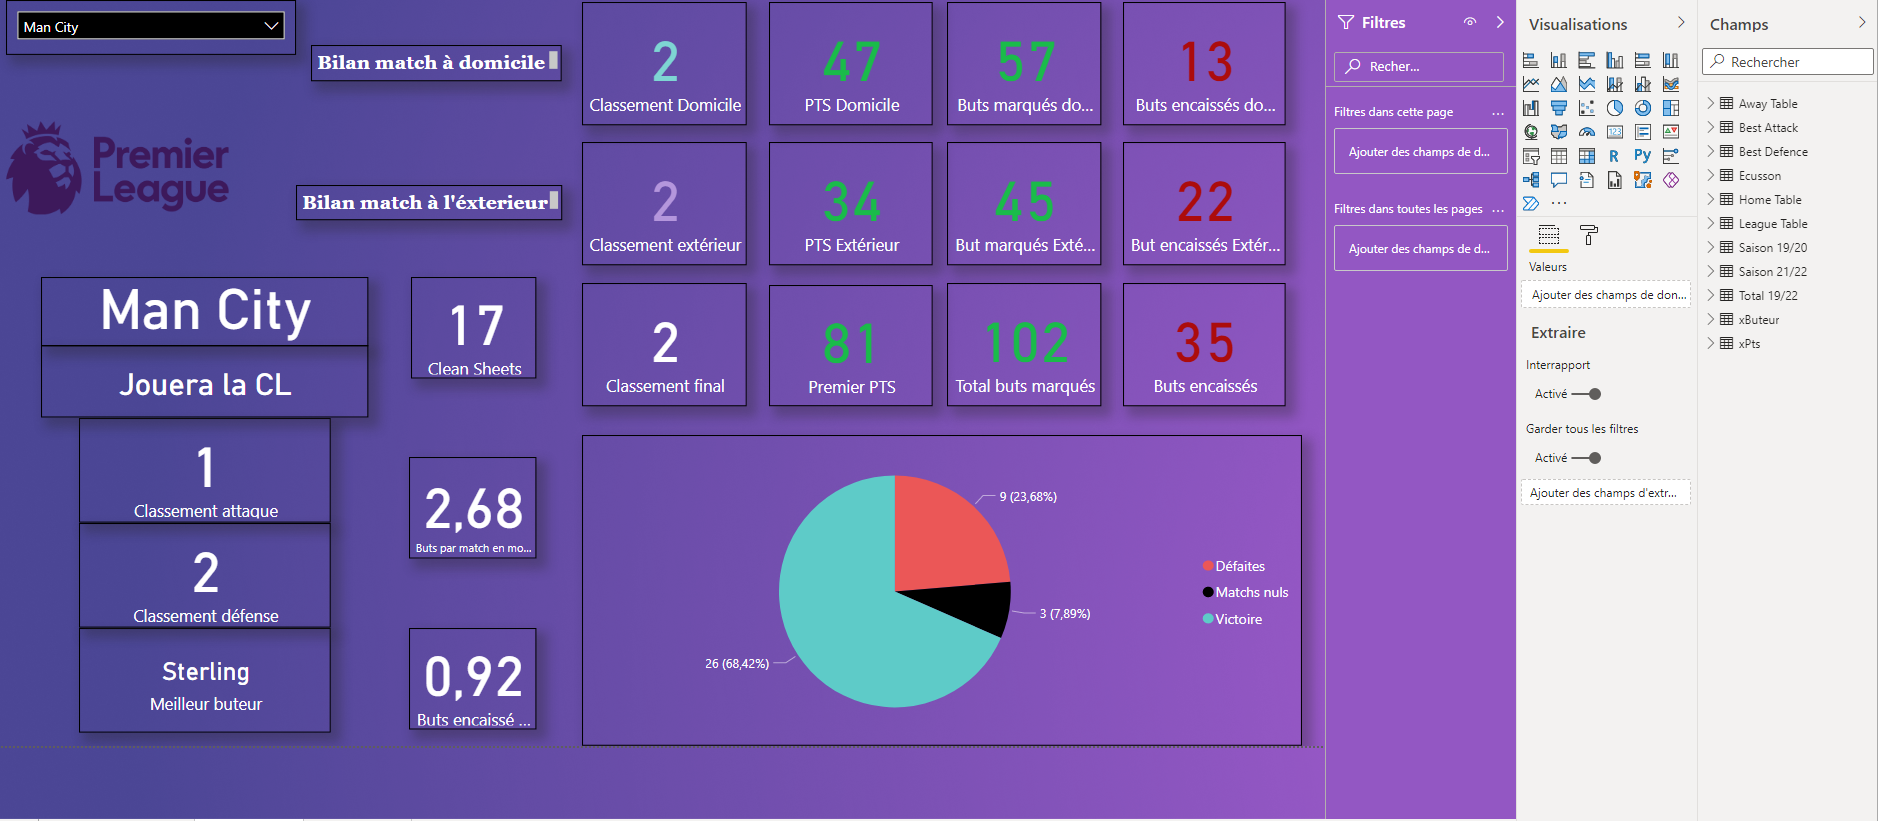 Man City
Bilan match à domicile
2
Classement Domicile
47
PTS Domicile
57
Buts marqués do...
13
Buts encaissés do...
Premier
League
Bilan match à l'éxterieur
2
Classement extérieur
34
PTS Extérieur
45
But marqués Exté...
22
But encaissés Extér...
Man City
Jouera la CL
17
Clean Sheets
2
Classement final
81
Premier PTS
102
Total buts marqués
35
Buts encaissés
1
Classement attaque
2
Classement défense
Sterling
Meilleur buteur
2,68
Buts par match en mo...
0,92
Buts encaissé ...
9 (23,68%)
3 (7,89%)
26 (68,42%)
Défaites
Matchs nuls
Victoire
Filtres
Recher...
Filtres dans cette page ...
Ajouter des champs de d...
Filtres dans toutes les pages ...
Ajouter des champs de d...
Visualisations
123
R
Py
...
Valeurs
Ajouter des champs de don...
Extraire
Interrapport
Activé
Garder tous les filtres
Activé
Ajouter des champs d'extr...
Champs
Rechercher
Away Table
Best Attack
Best Defence
Ecusson
Home Table
League Table
Saison 19/20
Saison 21/22
Total 19/22
xButeur
xPts